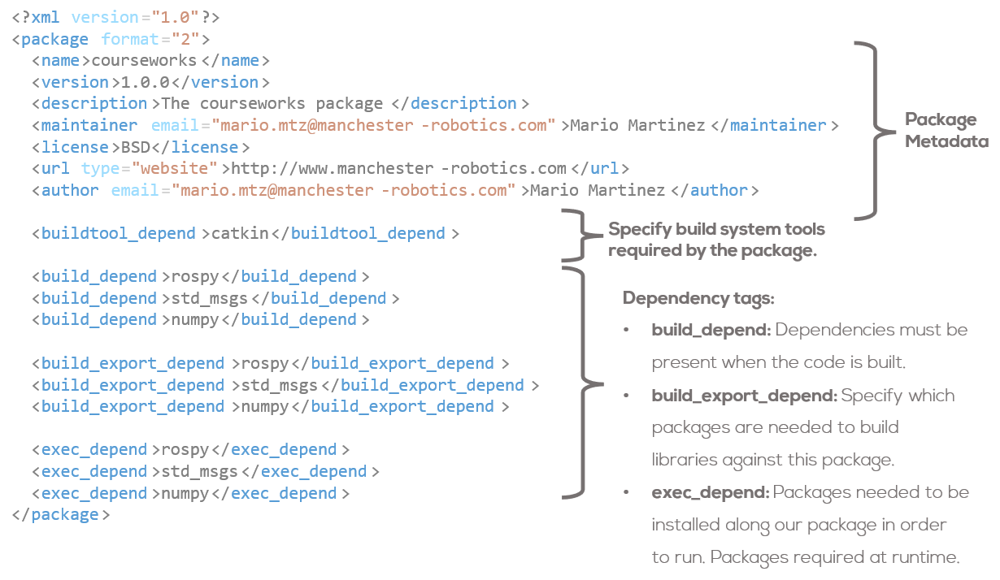 <?xml version="1.0"?>
<package format="2">
<name>courseworks</name>
<version>1.0.0</version>
<description>The courseworks package </description>
<maintainer email="mario.mtz@manchester -robotics.com">Mario Martinez</maintainer>
<license>BSD</license>
<url type="website">http://www.manchester -robotics.com</url>
<author email="mario.mtz@manchester -robotics.com">Mario Martinez</author>
Package
Metadata
<buildtool_depend>catkin</buildtool_depend>
Specify build system tools
required by the package.
<build_depend>rospy</build_depend>
<build_depend>std_msgs</build_depend>
<build_depend>numpy</build_depend>
<build_export_depend>rospy</build_export_depend>
<build_export_depend>std_msgs</build_export_depend>
<build_export_depend>numpy</build_export_depend>
<exec_depend>rospy</exec_depend>
<exec_depend>std_msgs</exec_depend>
<exec_depend>numpy</exec_depend>
</package>
Dependency tags:
• build_depend: Dependencies must be
present when the code is built.
• build_export_depend: Specify which
packages are needed to build
libraries against this package.
• exec_depend: Packages needed to be
installed along our package in order
to run. Packages required at runtime.